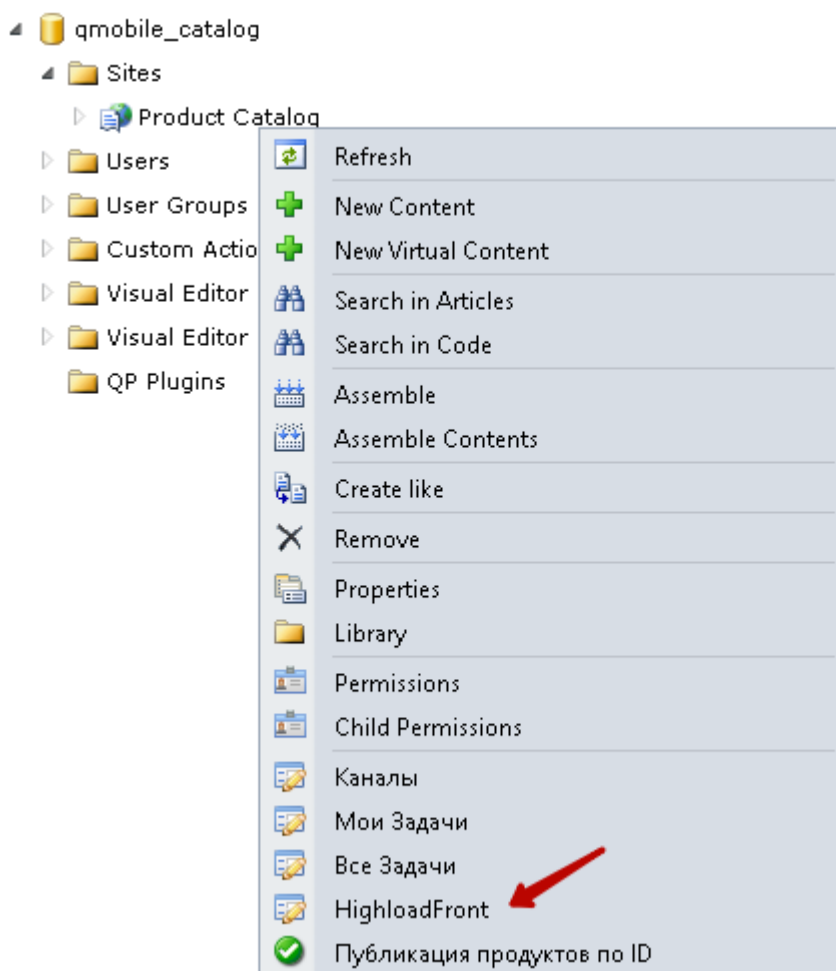 qmobile_catalog
Sites
Product Catalog
Users
User Groups
Custom Actio
Visual Editor
Visual Editor
QP Plugins
Refresh
New Content
New Virtual Content
Search in Articles
Search in Code
Assemble
Assemble Contents
Create like
Remove
Properties
Library
Permissions
Child Permissions
Каналы
Мои Задачи
Все Задачи
HighloadFront
Публикация продуктов по ID